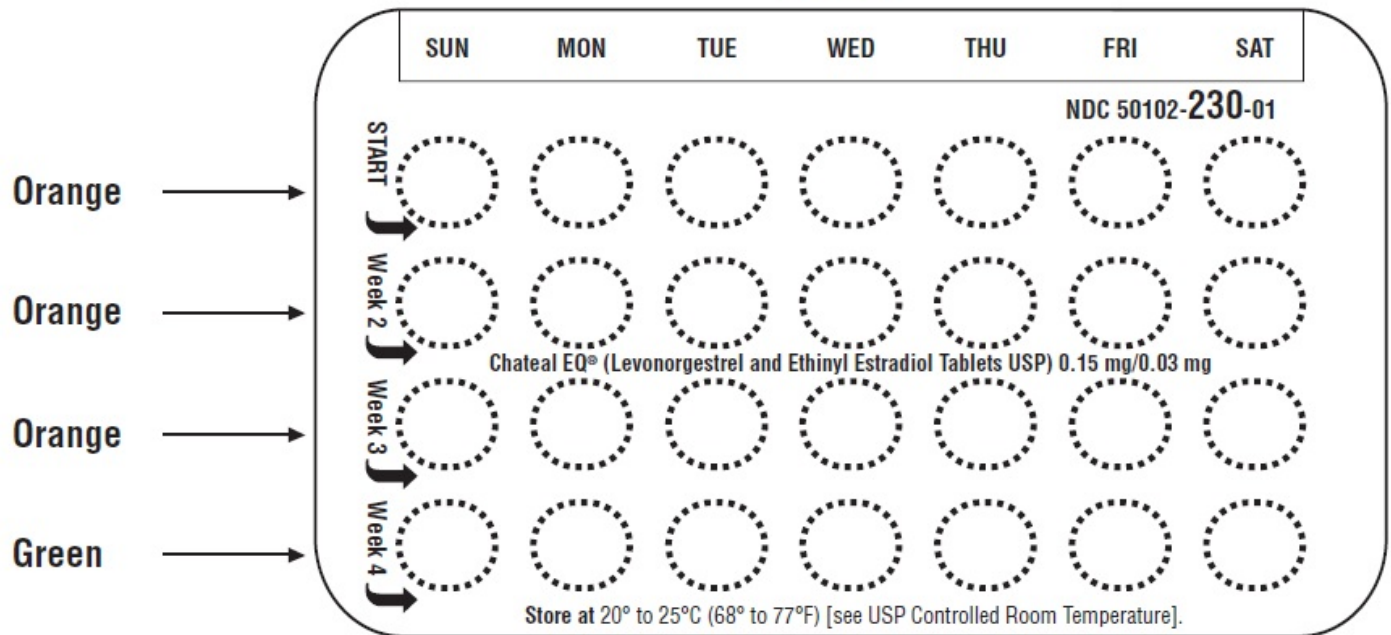 SUN MON TUE WED THU FRI SAT
NDC 50102-230-01
Orange
START
Orange
Week 2
Chateal EQ® (Levonorgestrel and Ethinyl Estradiol Tablets USP) 0.15 mg/0.03 mg
Orange
Week 3
Green
Week 4
Store at 20° to 25°C (68° to 77°F) [see USP Controlled Room Temperature].